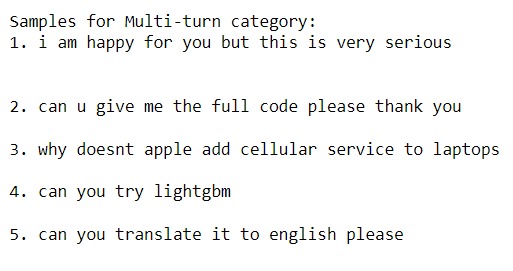 Samples for Multi-turn category:
1. i am happy for you but this is very serious
2. can u give me the full code please thank you
3. why doesnt apple add cellular service to laptops
4. can you try lightgbm
5. can you translate it to english please